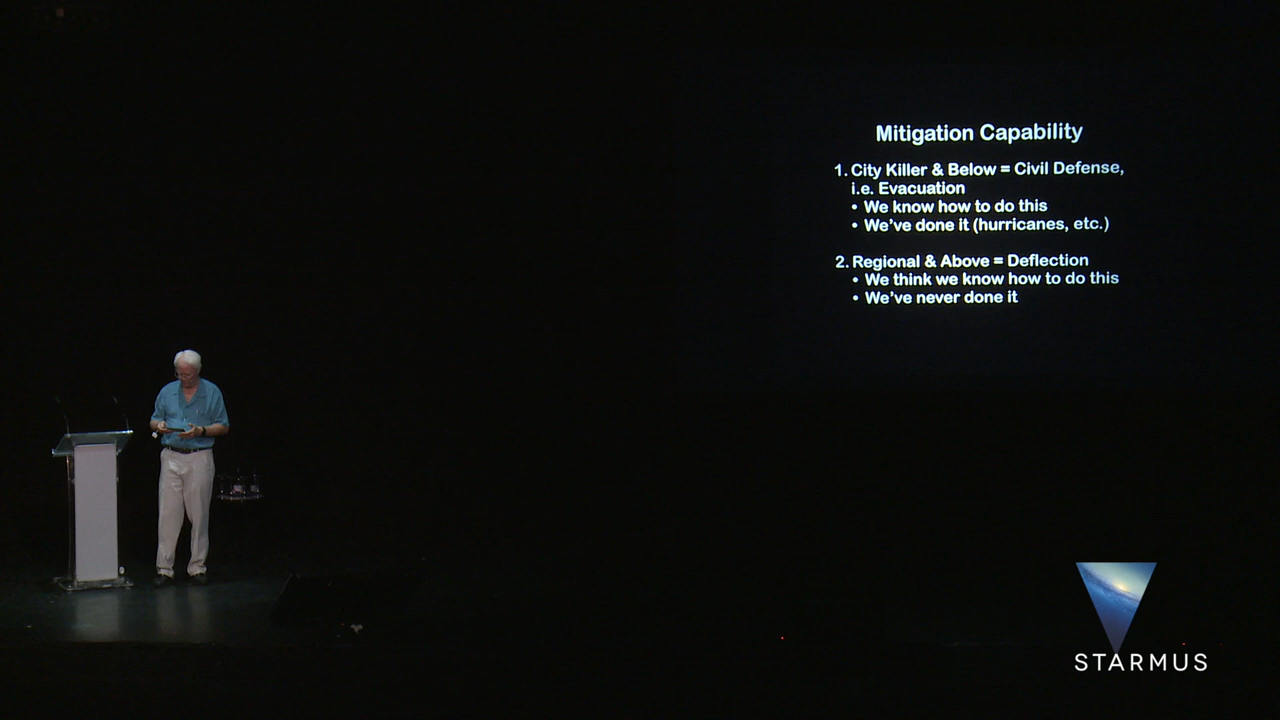 Mitigation Capability
1. City Killer & Below = Civil Defense,
i.e. Evacuation
• We know how to do this
• We've done it (hurricanes, etc.)
2. Regional & Above = Deflection
• We think we know how to do this
• We've never done it
STARMUS